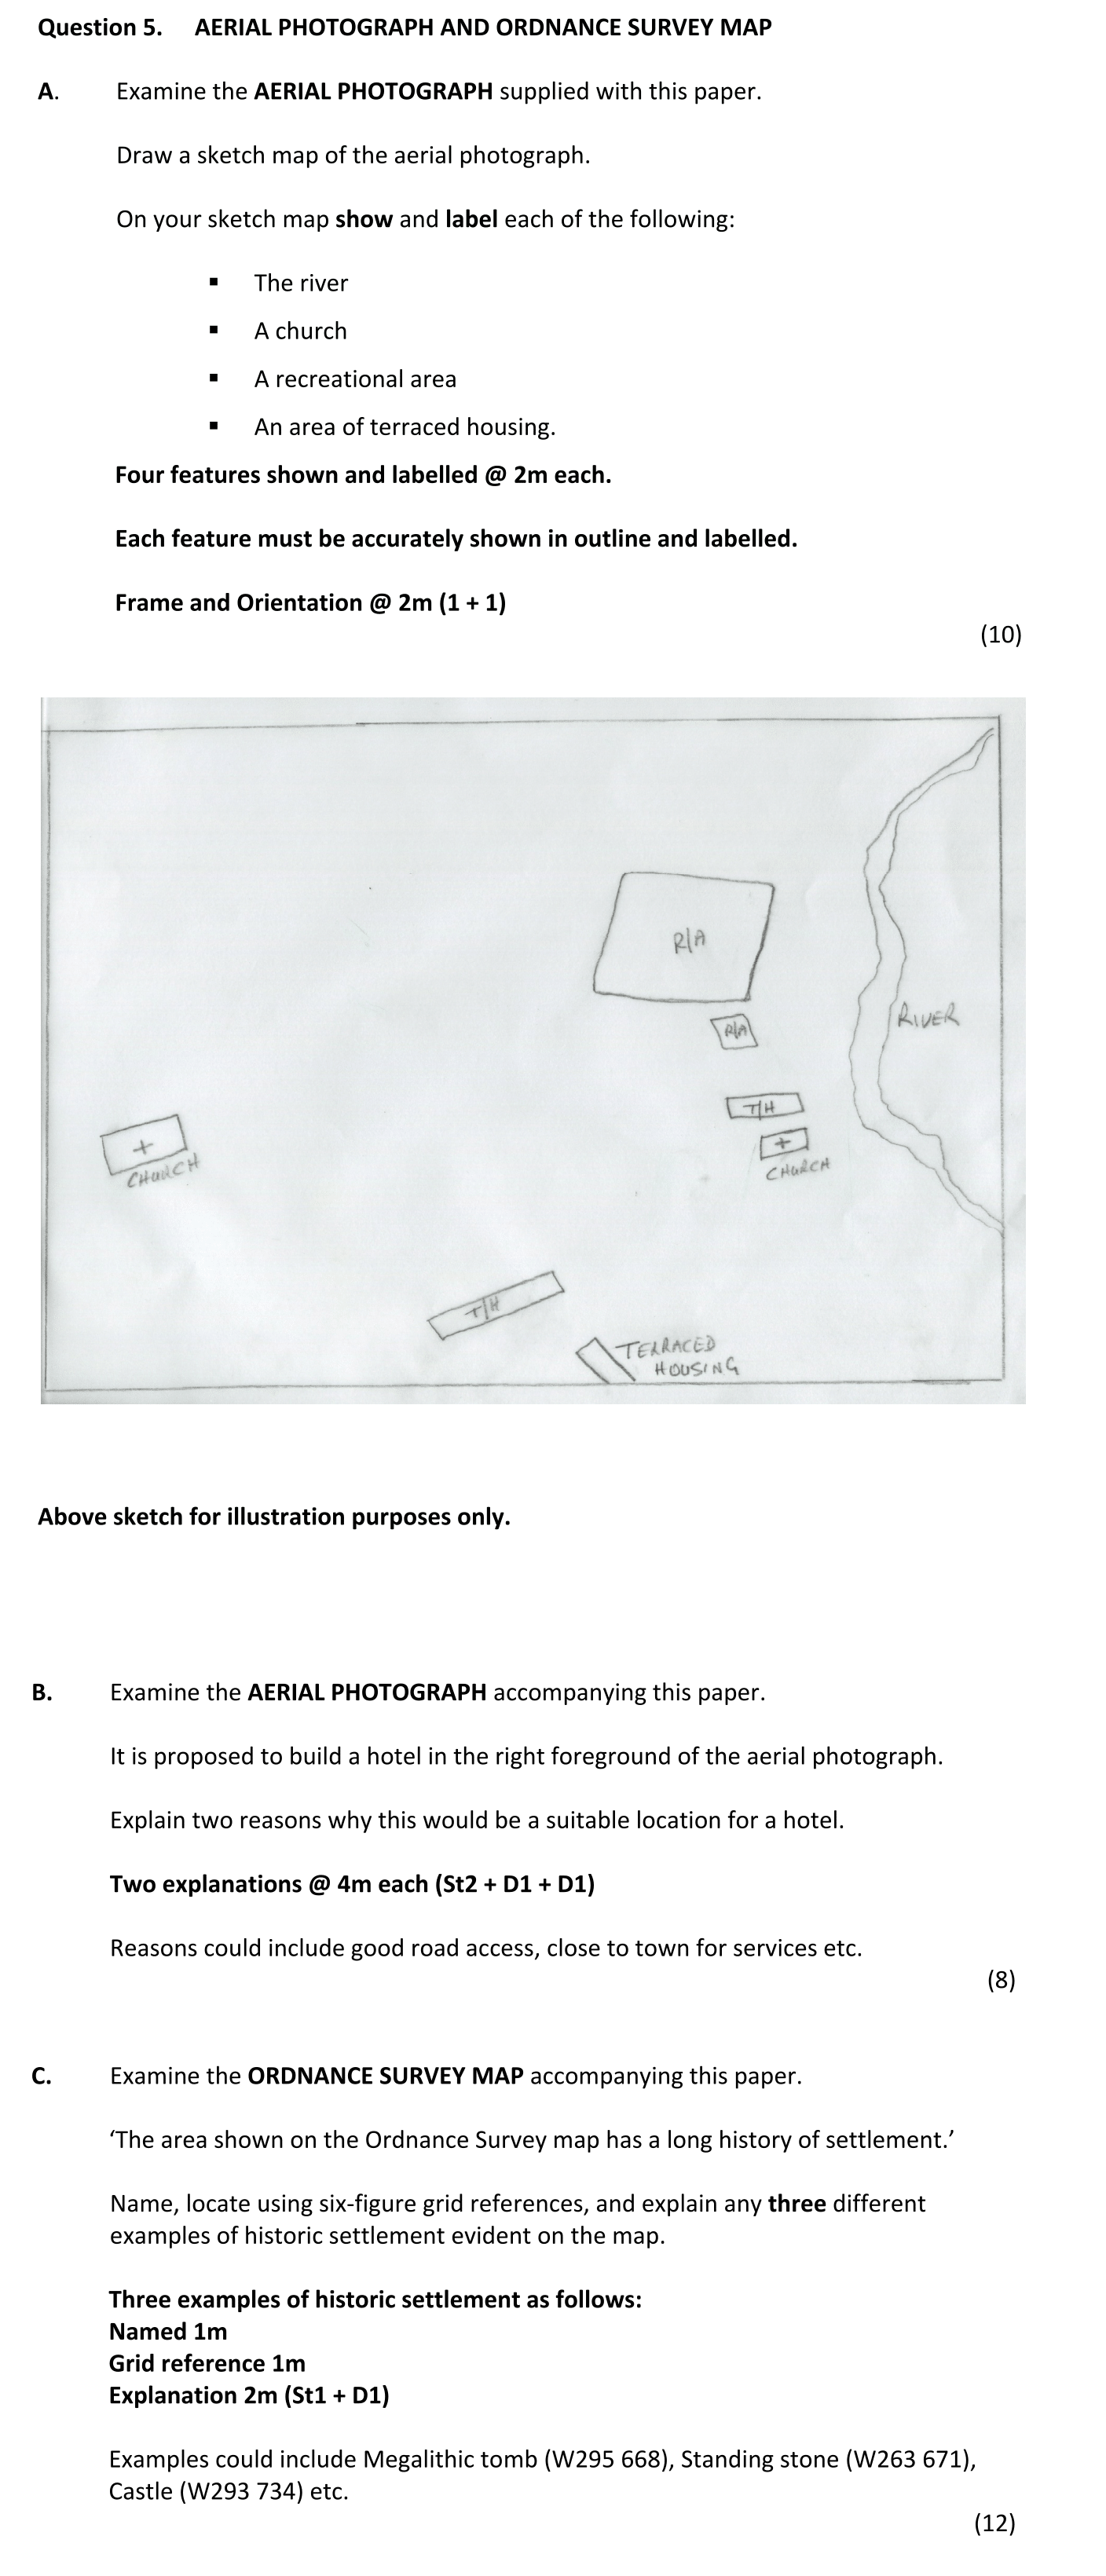 Question 5. AERIAL PHOTOGRAPH AND ORDNANCE SURVEY MAP
A. Examine the AERIAL PHOTOGRAPH supplied with this paper.
Draw a sketch map of the aerial photograph.
On your sketch map show and label each of the following:
▪ The river
▪ A church
▪ A recreational area
▪ An area of terraced housing.
Four features shown and labelled @ 2m each.
Each feature must be accurately shown in outline and labelled.
Frame and Orientation @ 2m (1 + 1)
(10)
R/A
RIVER
R/A
T/H
CHURCH
CHURCH
T/H
TERRACED
HOUSING
Above sketch for illustration purposes only.
B. Examine the AERIAL PHOTOGRAPH accompanying this paper.
It is proposed to build a hotel in the right foreground of the aerial photograph.
Explain two reasons why this would be a suitable location for a hotel.
Two explanations @ 4m each (St2 + D1 + D1)
Reasons could include good road access, close to town for services etc.
(8)
C. Examine the ORDNANCE SURVEY MAP accompanying this paper.
‘The area shown on the Ordnance Survey map has a long history of settlement.’
Name, locate using six-figure grid references, and explain any three different
examples of historic settlement evident on the map.
Three examples of historic settlement as follows:
Named 1m
Grid reference 1m
Explanation 2m (St1 + D1)
Examples could include Megalithic tomb (W295 668), Standing stone (W263 671),
Castle (W293 734) etc.
(12)